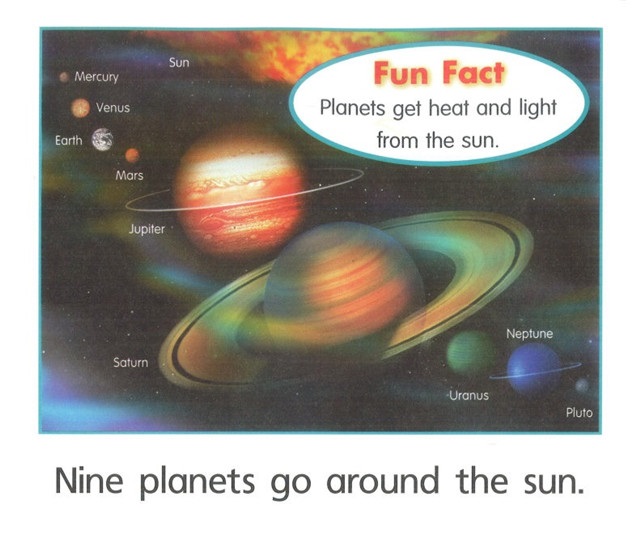 Sun
Fun Fact
Planets get heat and light
from the sun.
Mercury
Venus
Earth
Mars
Jupiter
Saturn
Neptune
Uranus
Pluto
Nine planets go around the sun.